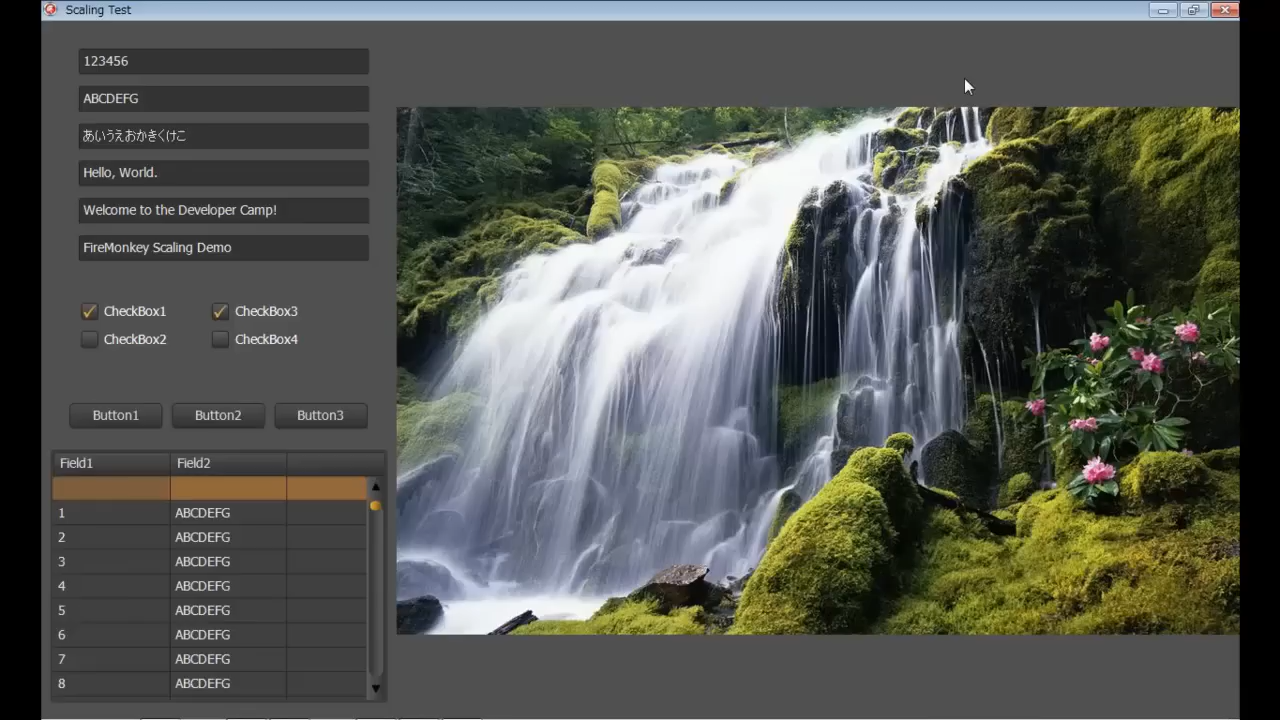 Scaling Test
123456
ABCDEFG
あいうえおかきくけこ
Hello, World.
Welcome to the Developer Camp!
FireMonkey Scaling Demo
CheckBox1 CheckBox3
CheckBox2 CheckBox4
Button1 Button2 Button3
Field1 Field2
1 ABCDEFG
2 ABCDEFG
3 ABCDEFG
4 ABCDEFG
5 ABCDEFG
6 ABCDEFG
7 ABCDEFG
8 ABCDEFG